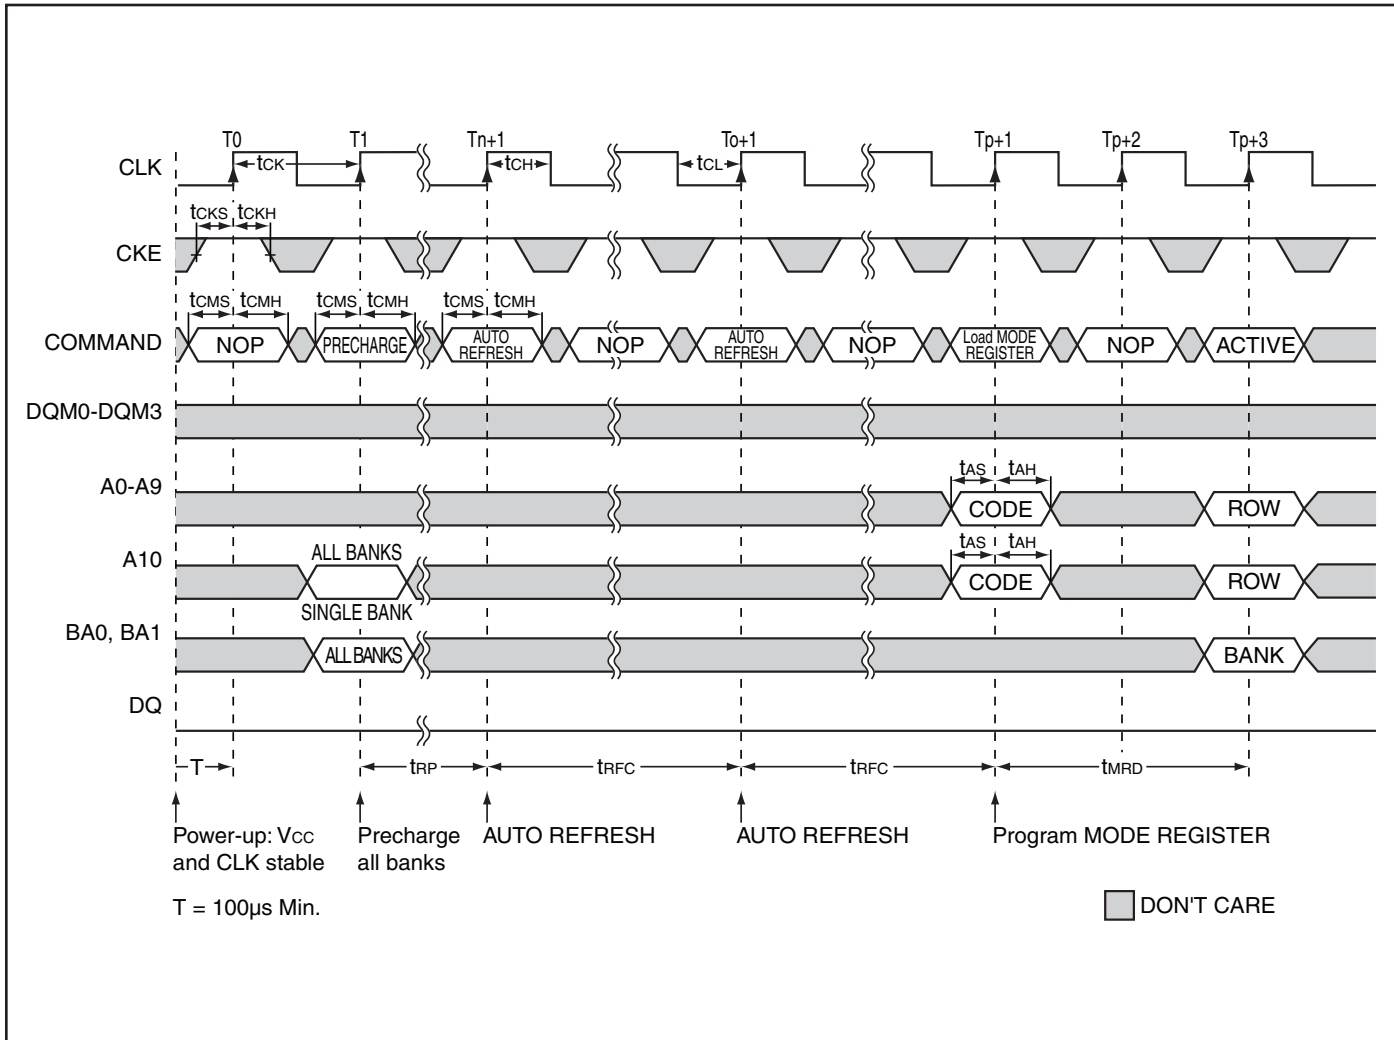 T0 T1 Tn+1 To+1 Tp+1 Tp+2 Tp+3
CLK tCK tCH tCL
tCKS tCKH
CKE
tCMS tCMH tCMS tCMH tCMS tCMH
COMMAND NOP PRECHARGE AUTO REFRESH NOP AUTO REFRESH NOP Load MODE REGISTER NOP ACTIVE
DQM0-DQM3
tAS tAH
A0-A9 CODE ROW
ALL BANKS tAS tAH
A10 CODE ROW
SINGLE BANK
BA0, BA1 ALL BANKS BANK
DQ
T tRP tRFC tRFC tMRD
Power-up: VCC Precharge AUTO REFRESH AUTO REFRESH Program MODE REGISTER
and CLK stable all banks
T = 100µs Min. DON'T CARE